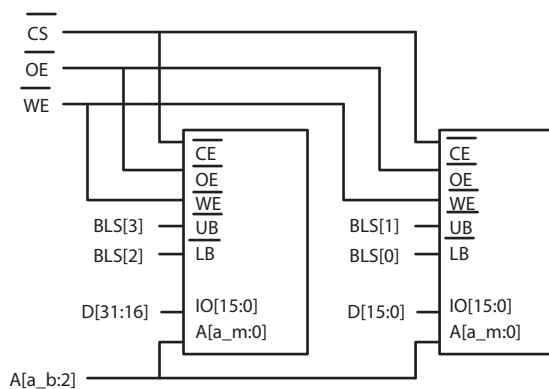 CS
OE
WE
CE
OE
WE
UB
LB
BLS[3]
BLS[2]
D[31:16]
IO[15:0]
A[a_m:0]
CE
OE
WE
UB
LB
BLS[1]
BLS[0]
D[15:0]
IO[15:0]
A[a_m:0]
A[a_b:2]